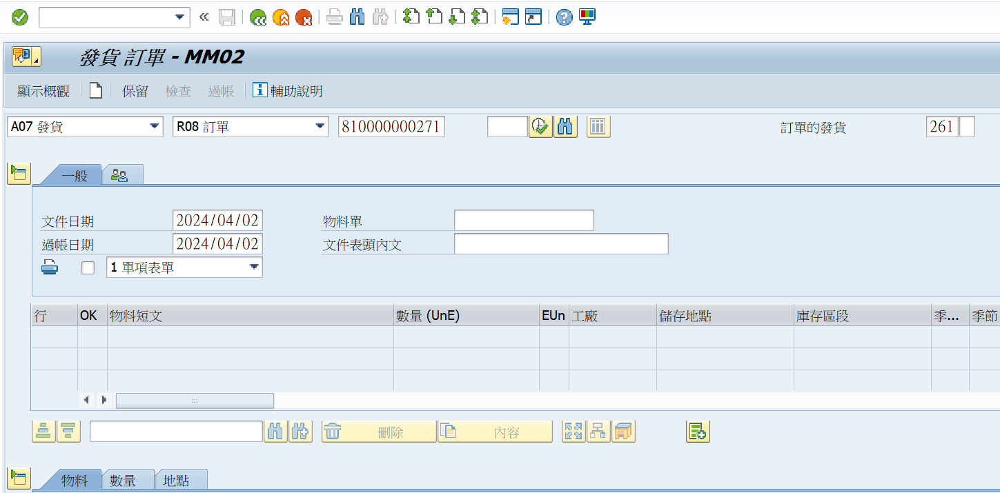 發貨 訂單 - MM02
顯示概觀 保留 檢查 過帳 輔助說明
A07 發貨 R08 訂單 810000000271 訂單的發貨 261
一般
文件日期 2024/04/02 物料單
過帳日期 2024/04/02 文件表頭內文
1 單項表單
行 OK 物料短文 數量 (UnE) EUn 工廠 儲存地點 庫存區段 季... 季節
刪除 內容
物料 數量 地點